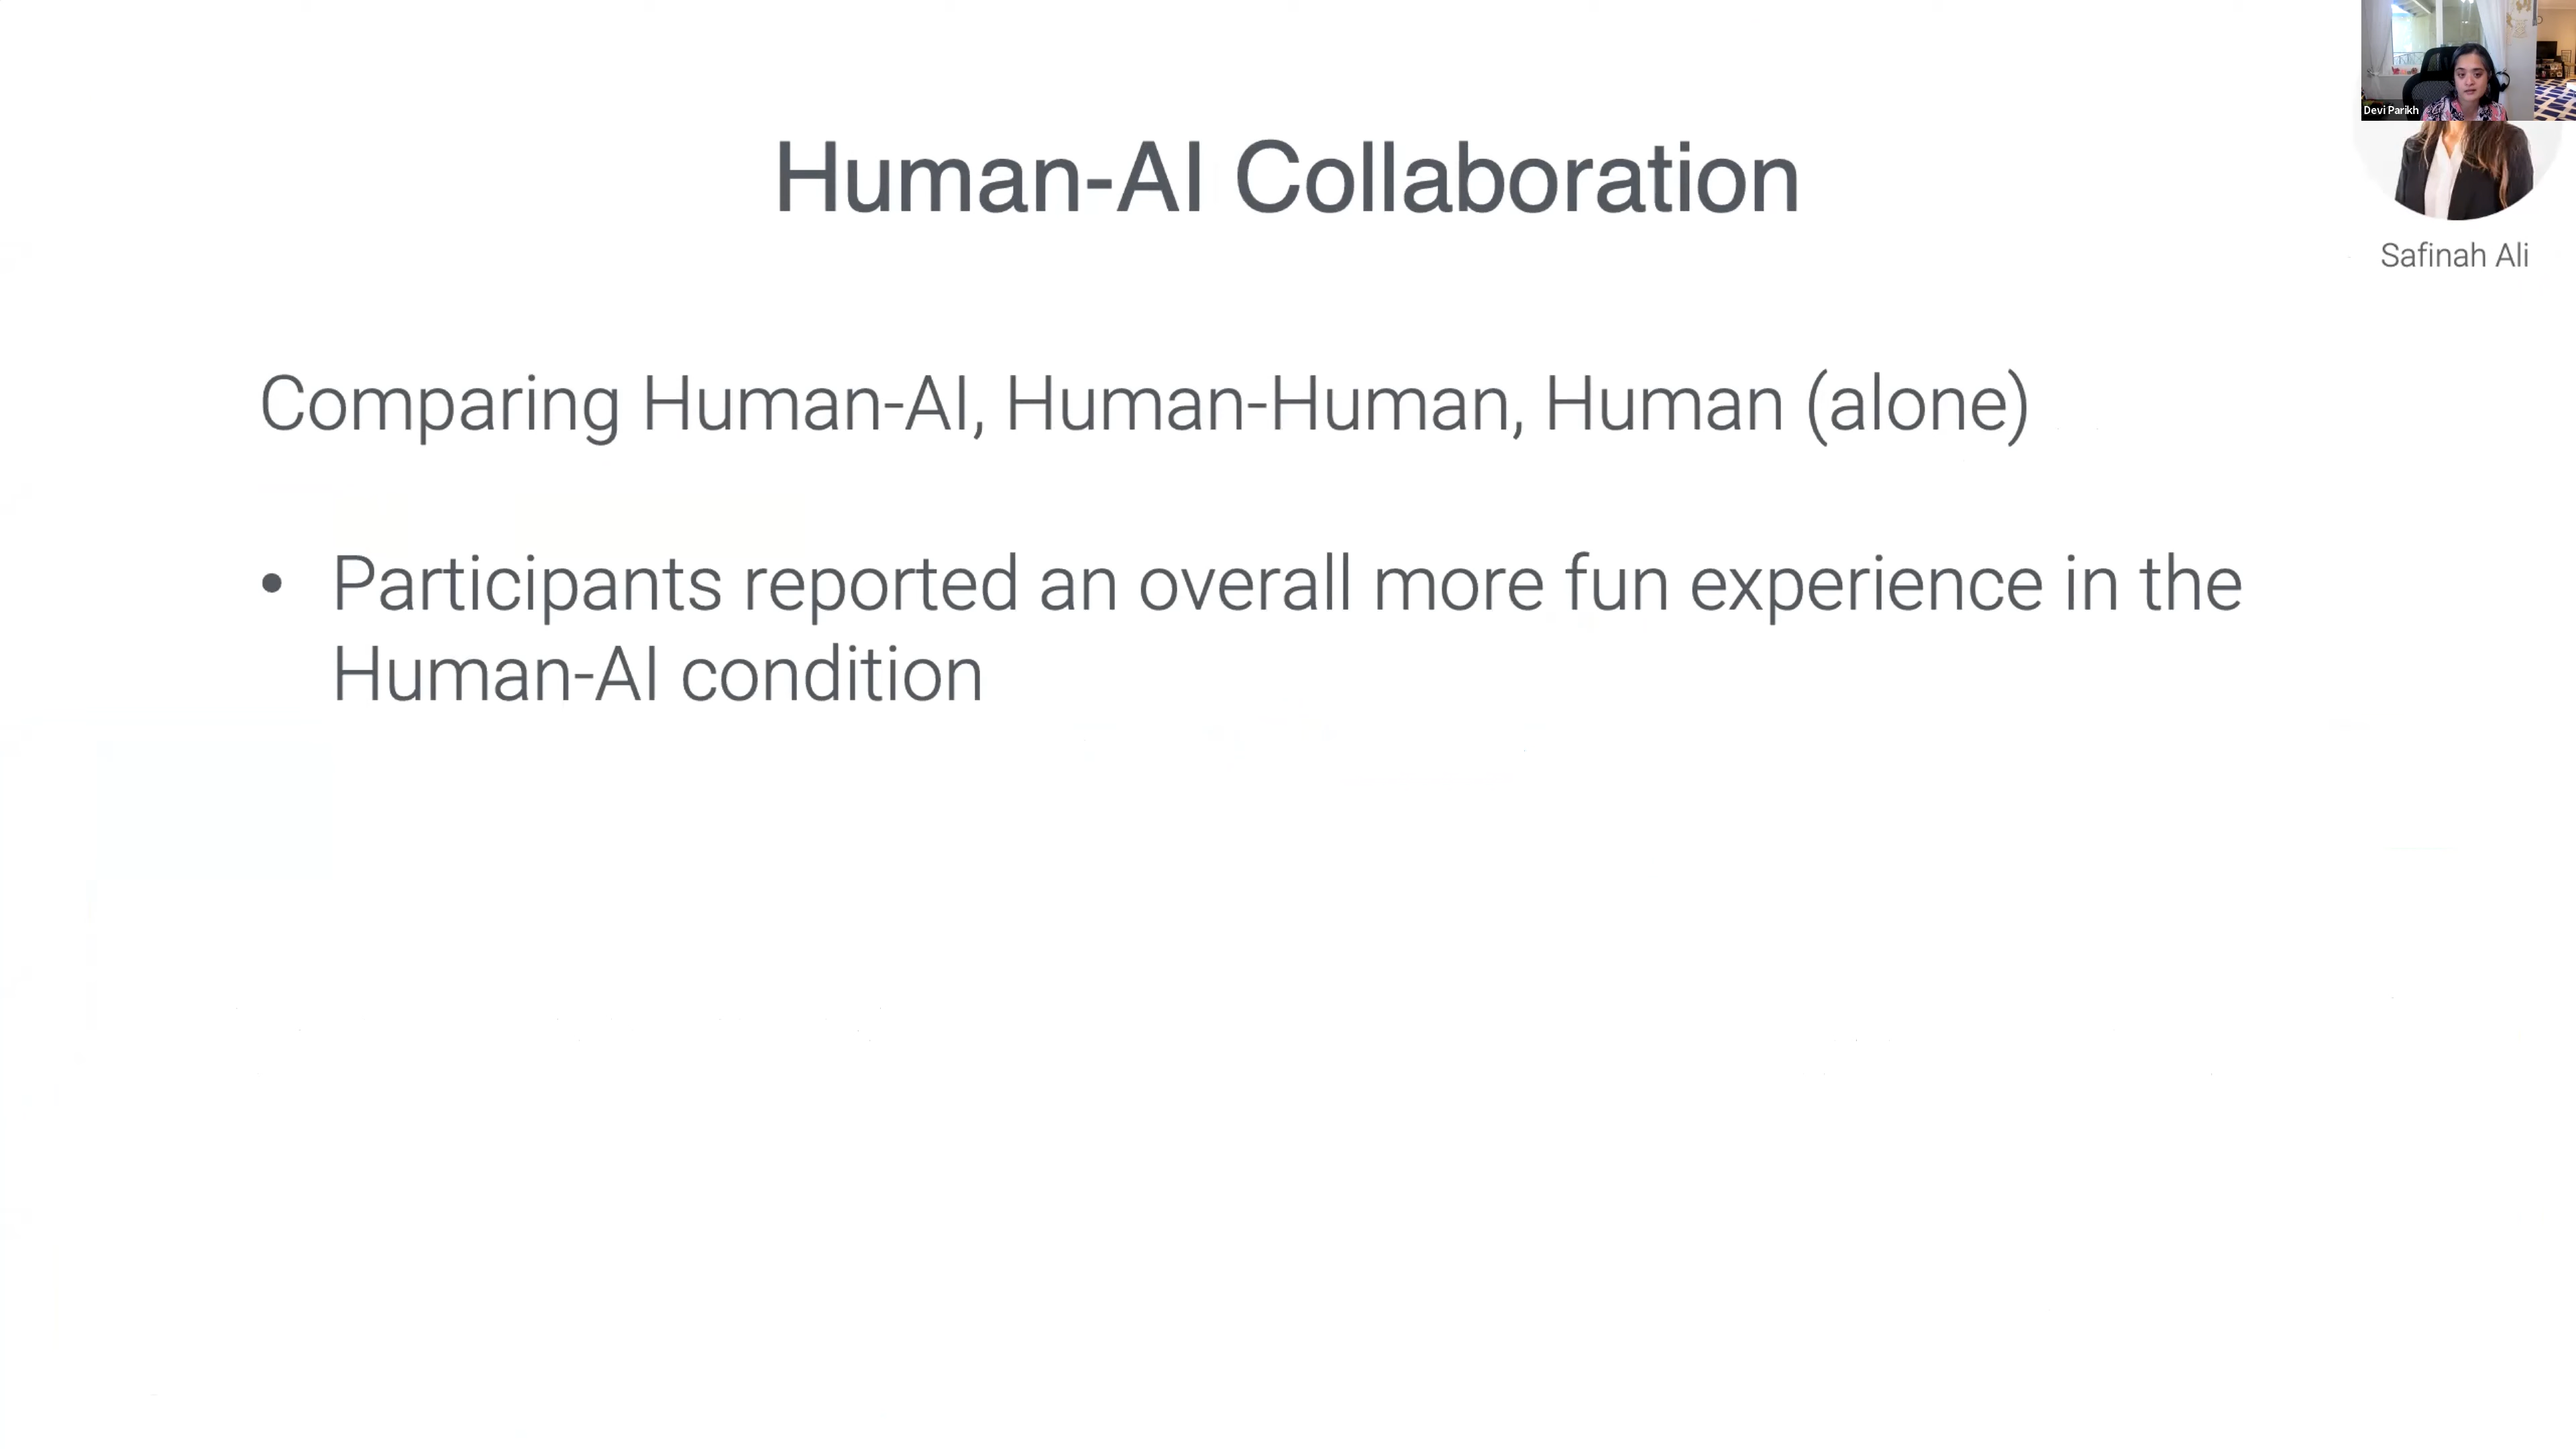 Human-AI Collaboration
Devi Parikh
Safinah Ali
Comparing Human-AI, Human-Human, Human (alone)
• Participants reported an overall more fun experience in the
Human-AI condition